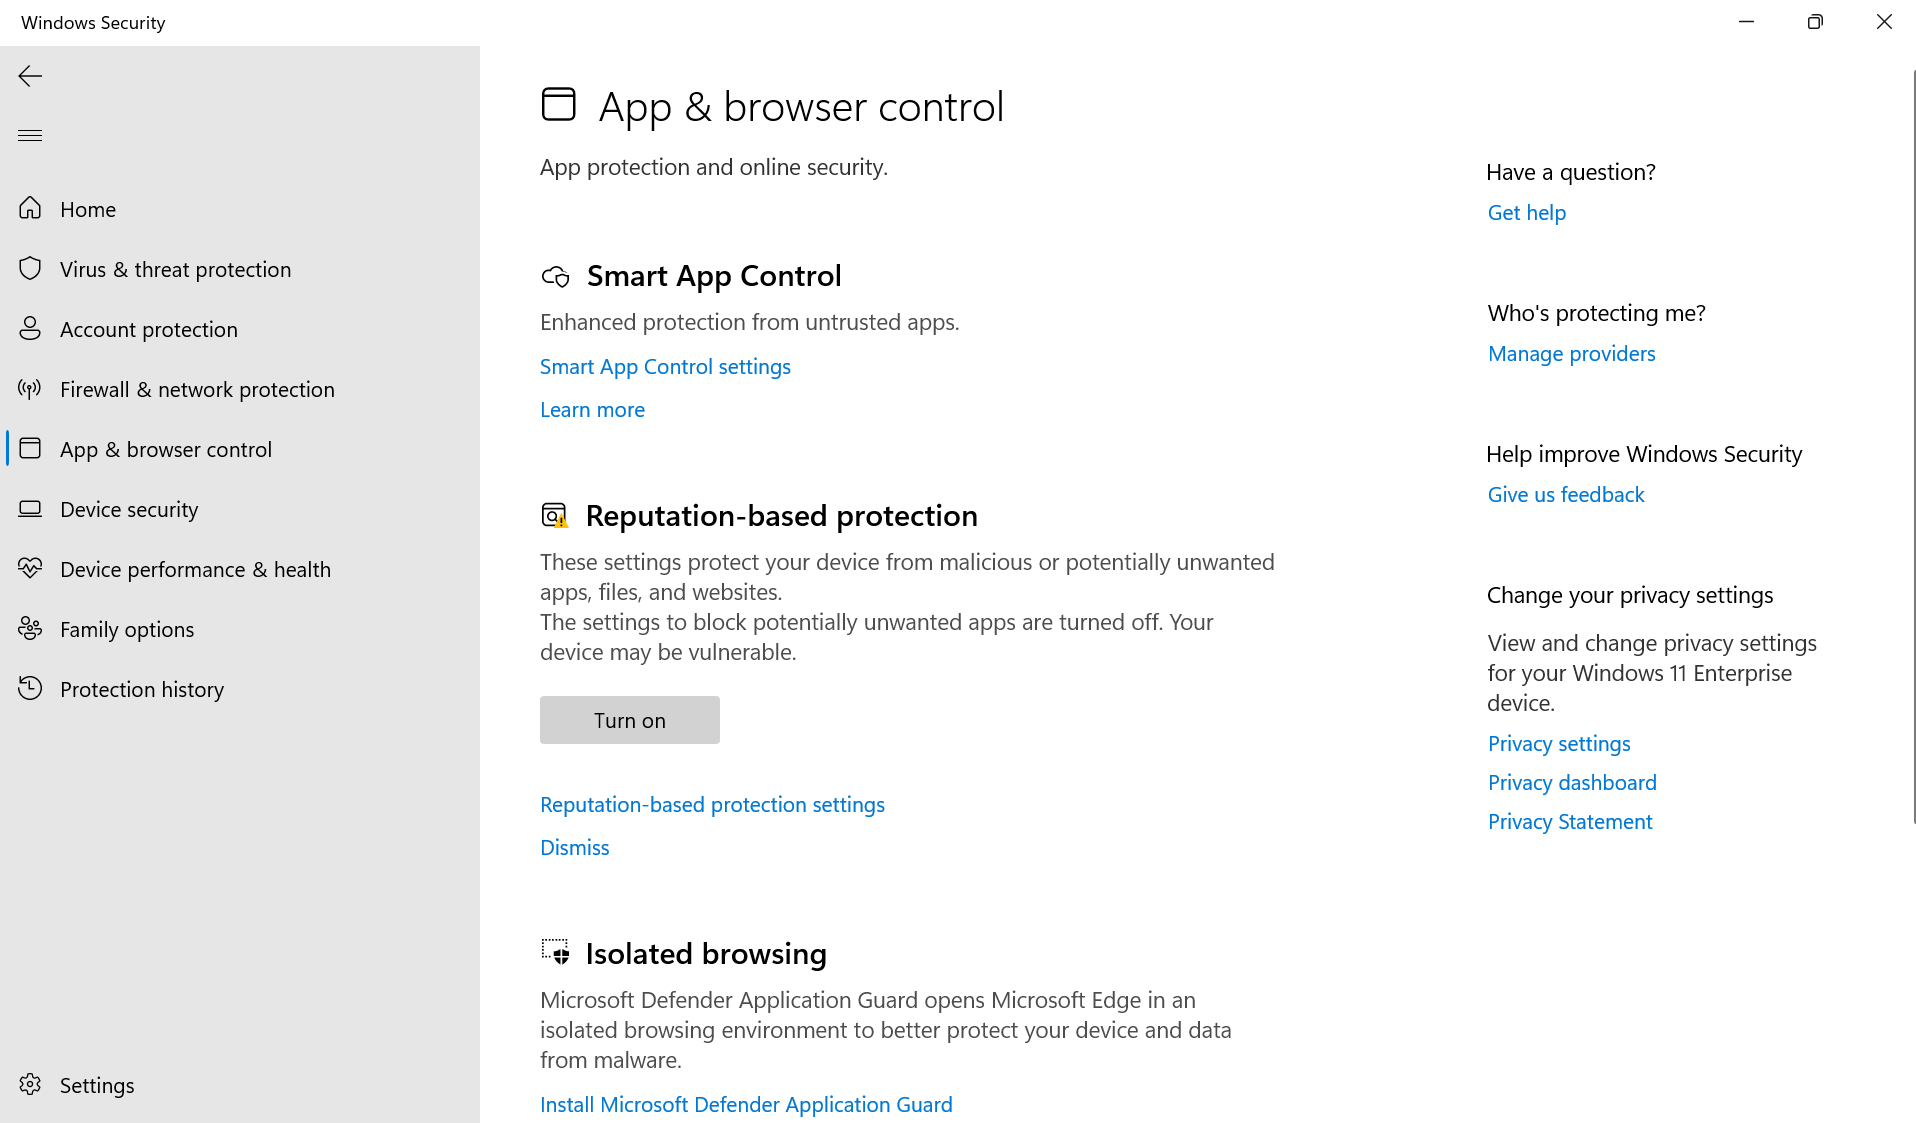 Windows Security
Home
Virus & threat protection
Account protection
Firewall & network protection
App & browser control
Device security
Device performance & health
Family options
Protection history
Settings
App & browser control
App protection and online security.
Smart App Control
Enhanced protection from untrusted apps.
Smart App Control settings
Learn more
Reputation-based protection
These settings protect your device from malicious or potentially unwanted
apps, files, and websites.
The settings to block potentially unwanted apps are turned off. Your
device may be vulnerable.
Turn on
Reputation-based protection settings
Dismiss
Isolated browsing
Microsoft Defender Application Guard opens Microsoft Edge in an
isolated browsing environment to better protect your device and data
from malware.
Install Microsoft Defender Application Guard
Have a question?
Get help
Who's protecting me?
Manage providers
Help improve Windows Security
Give us feedback
Change your privacy settings
View and change privacy settings
for your Windows 11 Enterprise
device.
Privacy settings
Privacy dashboard
Privacy Statement